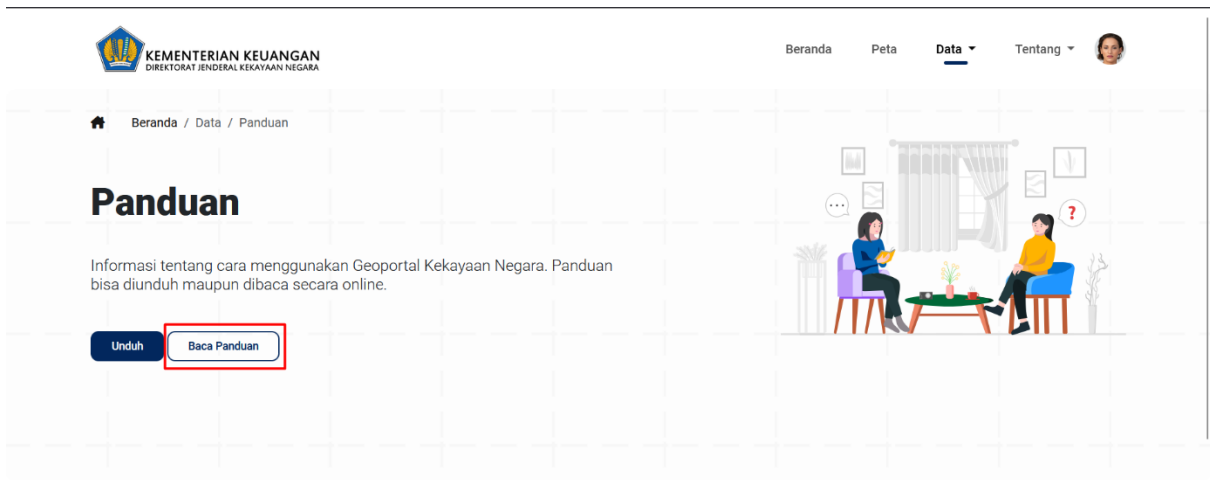 KEMENTERIAN KEUANGAN
DIREKTORAT JENDERAL KEKAYAAN NEGARA
Beranda Peta Data Tentang
Beranda / Data / Panduan
Panduan
Informasi tentang cara menggunakan Geoportal Kekayaan Negara. Panduan
bisa diunduh maupun dibaca secara online.
Unduh Baca Panduan
?